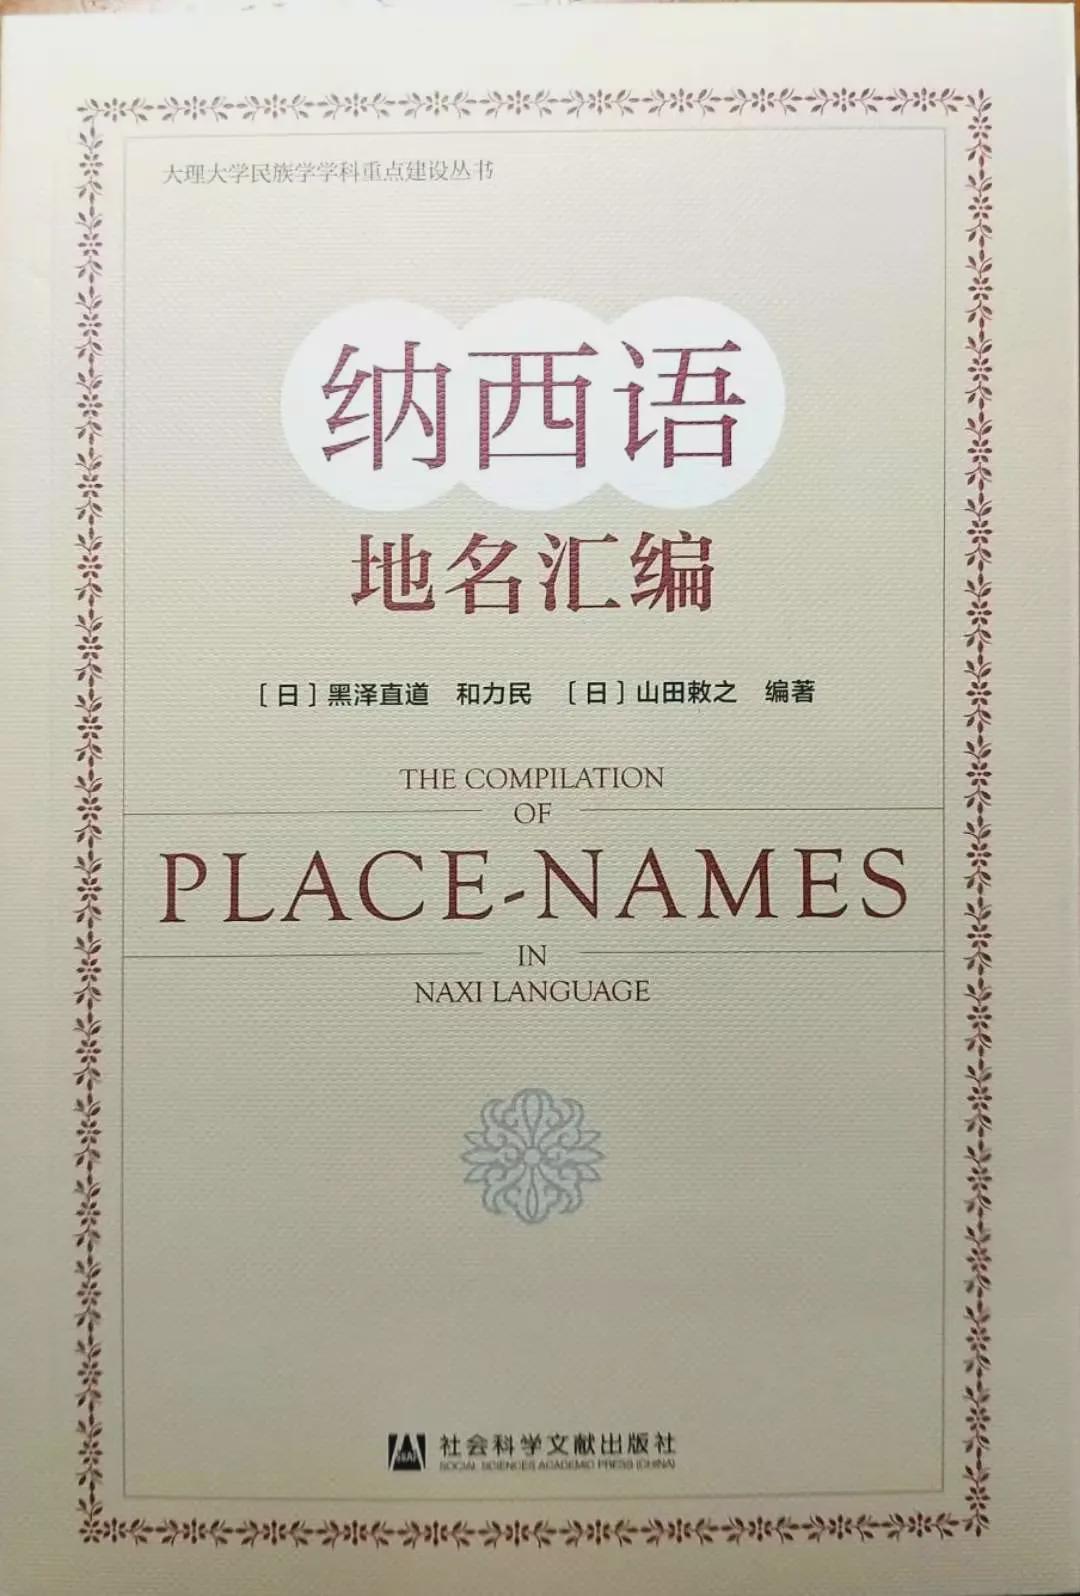 大理大学民族学学科重点建设丛书
纳西语
地名汇编
〔日〕黑泽直道　和力民　〔日〕山田敕之　编著
THE COMPILATION
OF
PLACE-NAMES
IN
NAXI LANGUAGE
社会科学文献出版社
SOCIAL SCIENCES ACADEMIC PRESS (CHINA)